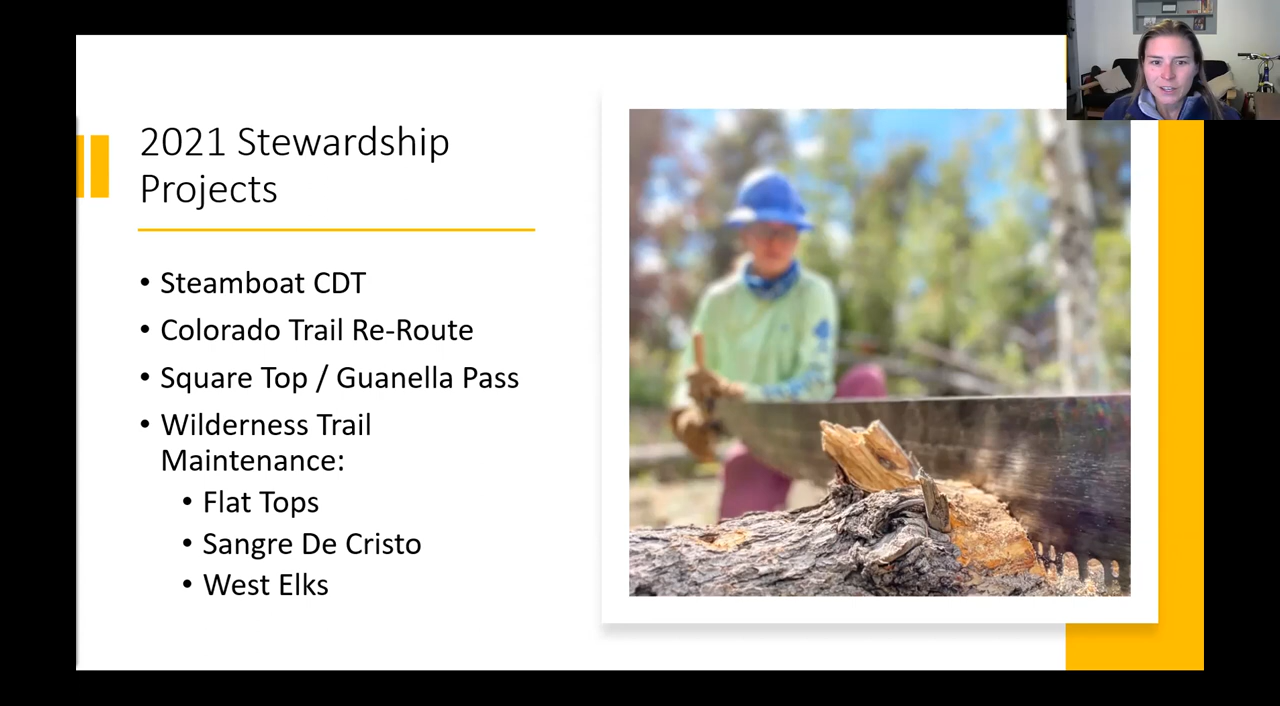 2021 Stewardship
Projects
• Steamboat CDT
• Colorado Trail Re-Route
• Square Top / Guanella Pass
• Wilderness Trail
Maintenance:
• Flat Tops
• Sangre De Cristo
• West Elks